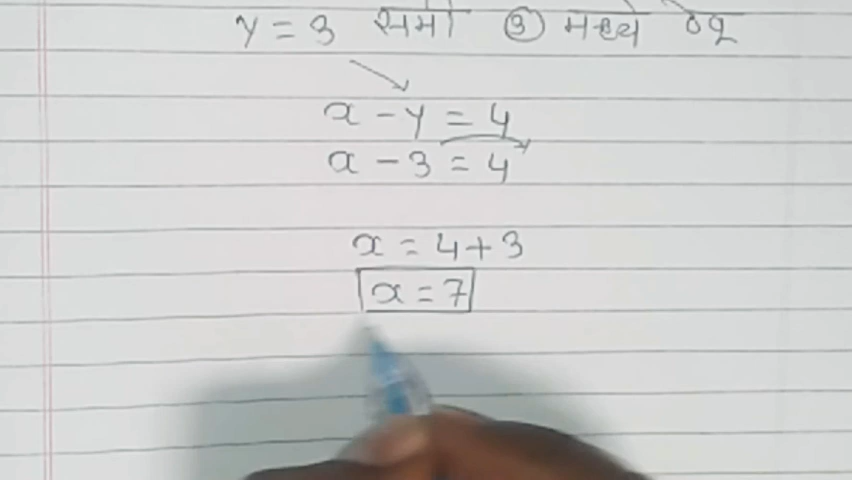 y = 3 समी ③ मध्ये ठेवू
x - y = 4
x - 3 = 4
x = 4 + 3
x = 7